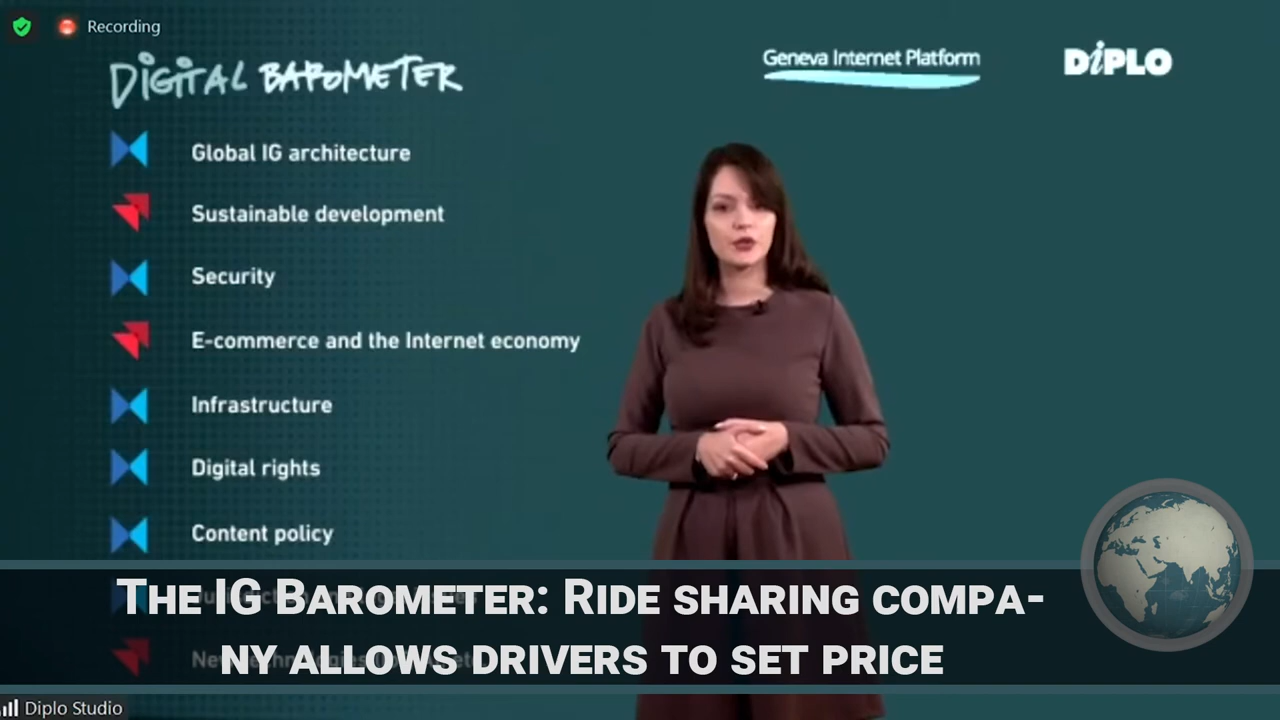 Recording
DIGITAL BAROMETER
Geneva Internet Platform
DiPLO
Global IG architecture
Sustainable development
Security
E-commerce and the Internet economy
Infrastructure
Digital rights
Content policy
THE IG BAROMETER: RIDE SHARING COMPA-
NY ALLOWS DRIVERS TO SET PRICE
Diplo Studio